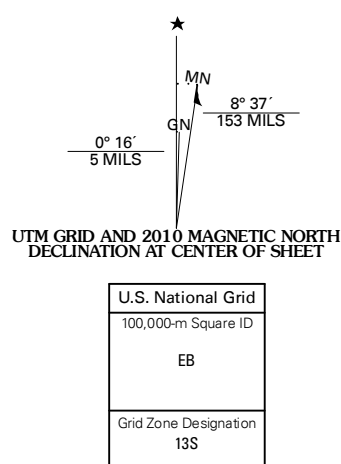 MN
8° 37´
153 MILS
GN
0° 16´
5 MILS
UTM GRID AND 2010 MAGNETIC NORTH
DECLINATION AT CENTER OF SHEET
U.S. National Grid
100,000-m Square ID
EB
Grid Zone Designation
13S